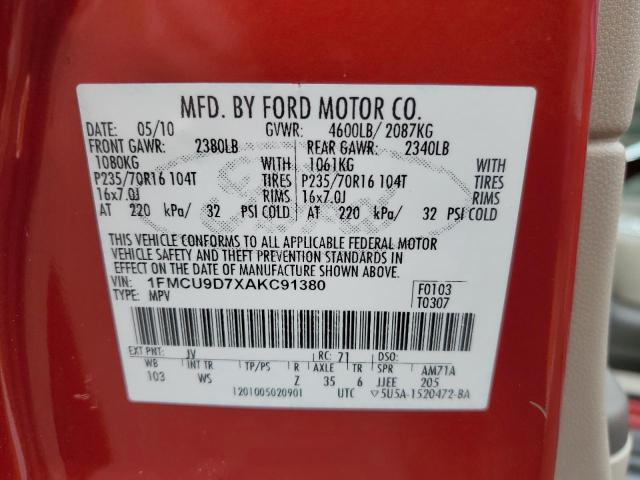 MFD. BY FORD MOTOR CO.
DATE: 05/10 GVWR: 4600LB/ 2087KG
FRONT GAWR: 2380LB REAR GAWR: 2340LB
1080KG WITH 1061KG WITH
P235/70R16 104T TIRES P235/70R16 104T TIRES
16x7.0J RIMS 16x7.0J RIMS
AT 220 kPa/ 32 PSI COLD AT 220 kPa/ 32 PSI COLD
THIS VEHICLE CONFORMS TO ALL APPLICABLE FEDERAL MOTOR
VEHICLE SAFETY AND THEFT PREVENTION STANDARDS IN
EFFECT ON THE DATE OF MANUFACTURE SHOWN ABOVE.
VIN: 1FMCU9D7XAKC91380 F0103
TYPE: MPV T0307
EXT PNT: JV RC: 71 DSO:
WB INT TR TP/PS R AXLE TR SPR AM71A
103 WS Z 35 6 JJEE 205
1201005020901 UTC ▽5U5A-1520472-BA